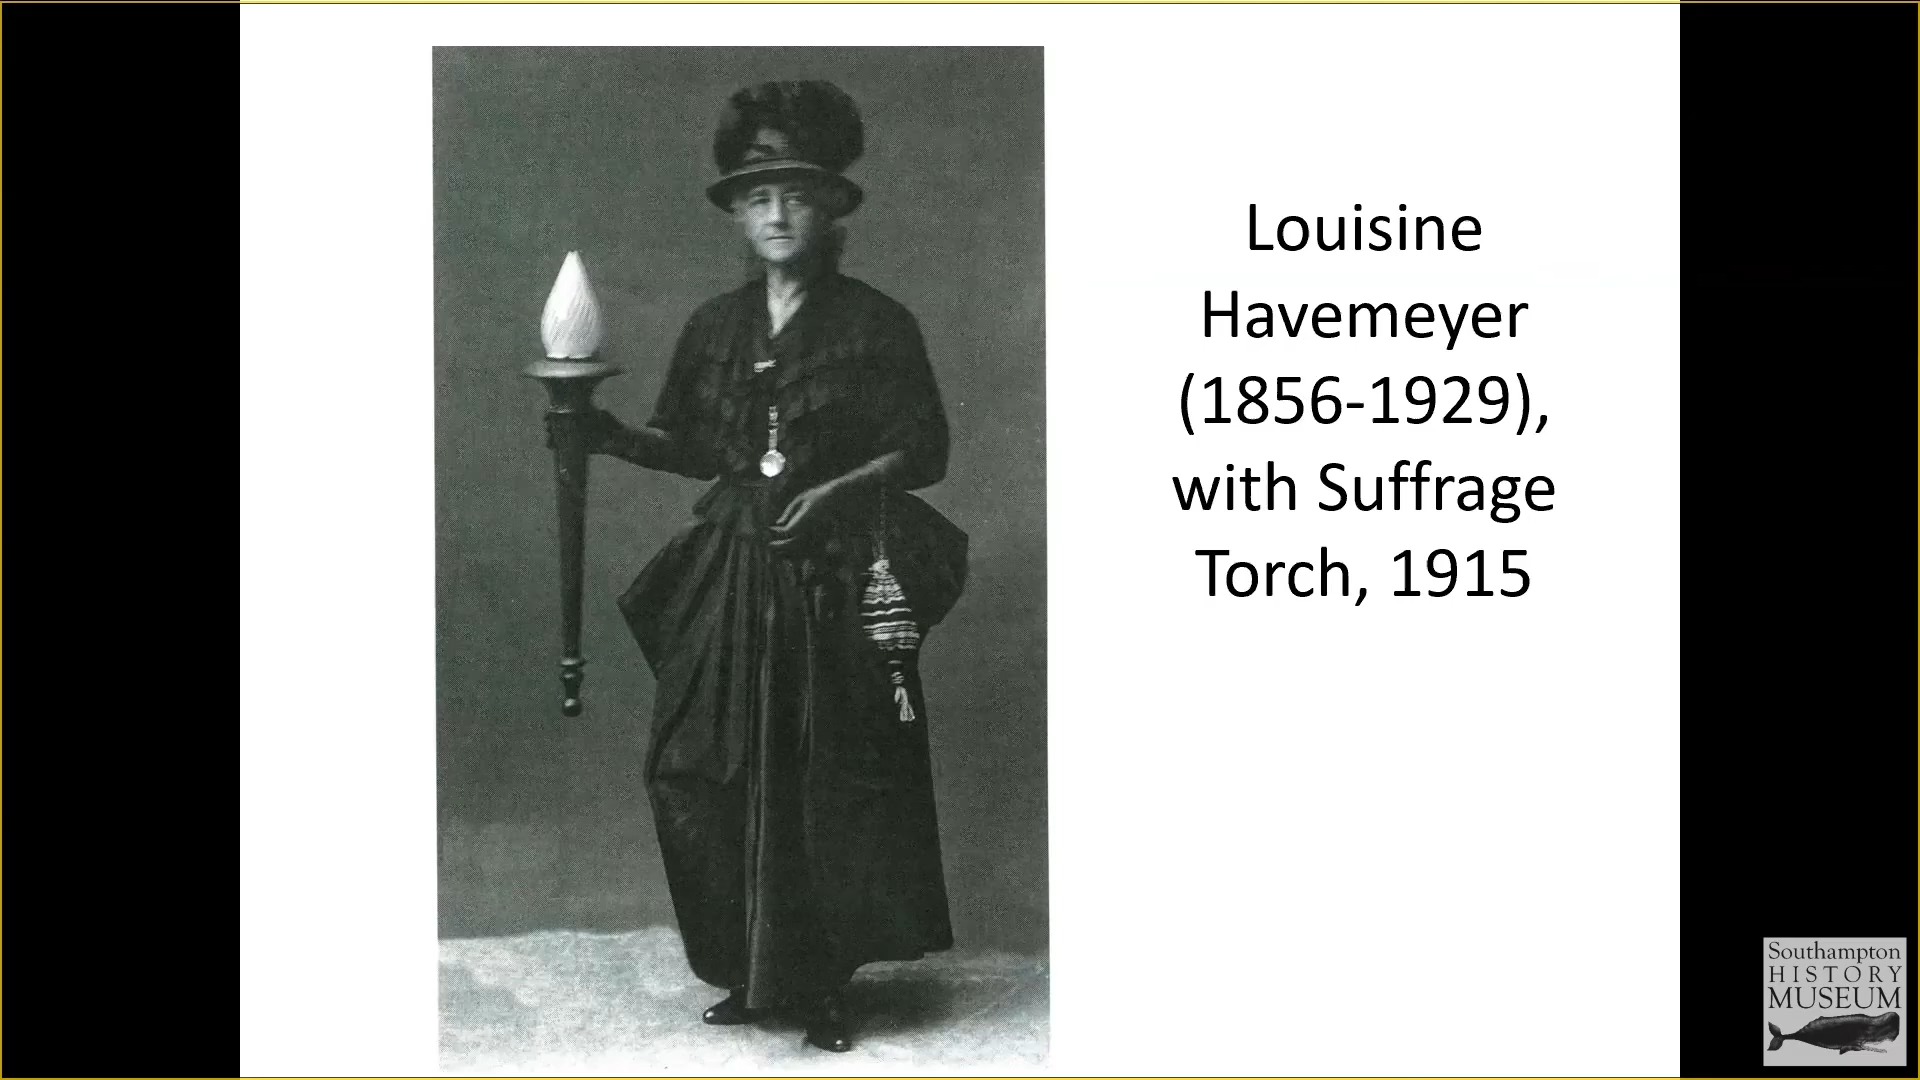 Louisine
Havemeyer
(1856-1929),
with Suffrage
Torch, 1915
Southampton
HISTORY
MUSEUM